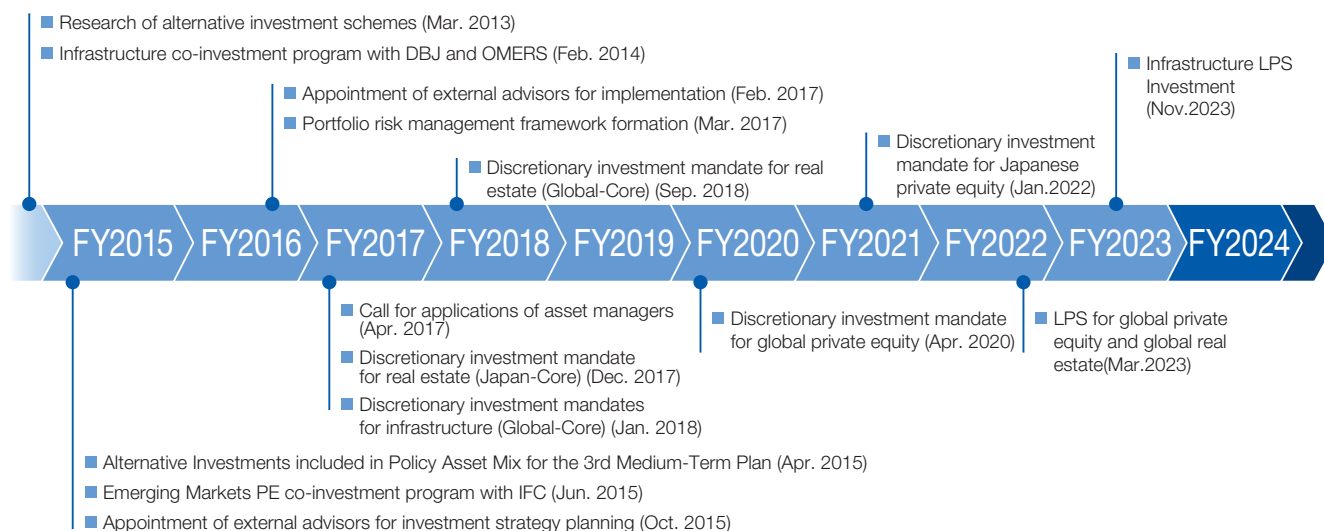 Research of alternative investment schemes (Mar. 2013)
Infrastructure co-investment program with DBJ and OMERS (Feb. 2014)
Appointment of external advisors for implementation (Feb. 2017)
Portfolio risk management framework formation (Mar. 2017)
Discretionary investment mandate for real
estate (Global-Core) (Sep. 2018)
Discretionary investment
mandate for Japanese
private equity (Jan.2022)
Infrastructure LPS
Investment
(Nov.2023)
FY2015 FY2016 FY2017 FY2018 FY2019 FY2020 FY2021 FY2022 FY2023 FY2024
Call for applications of asset managers
(Apr. 2017)
Discretionary investment mandate
for real estate (Japan-Core) (Dec. 2017)
Discretionary investment mandates
for infrastructure (Global-Core) (Jan. 2018)
Discretionary investment mandate
for global private equity (Apr. 2020)
LPS for global private
equity and global real
estate(Mar.2023)
Alternative Investments included in Policy Asset Mix for the 3rd Medium-Term Plan (Apr. 2015)
Emerging Markets PE co-investment program with IFC (Jun. 2015)
Appointment of external advisors for investment strategy planning (Oct. 2015)